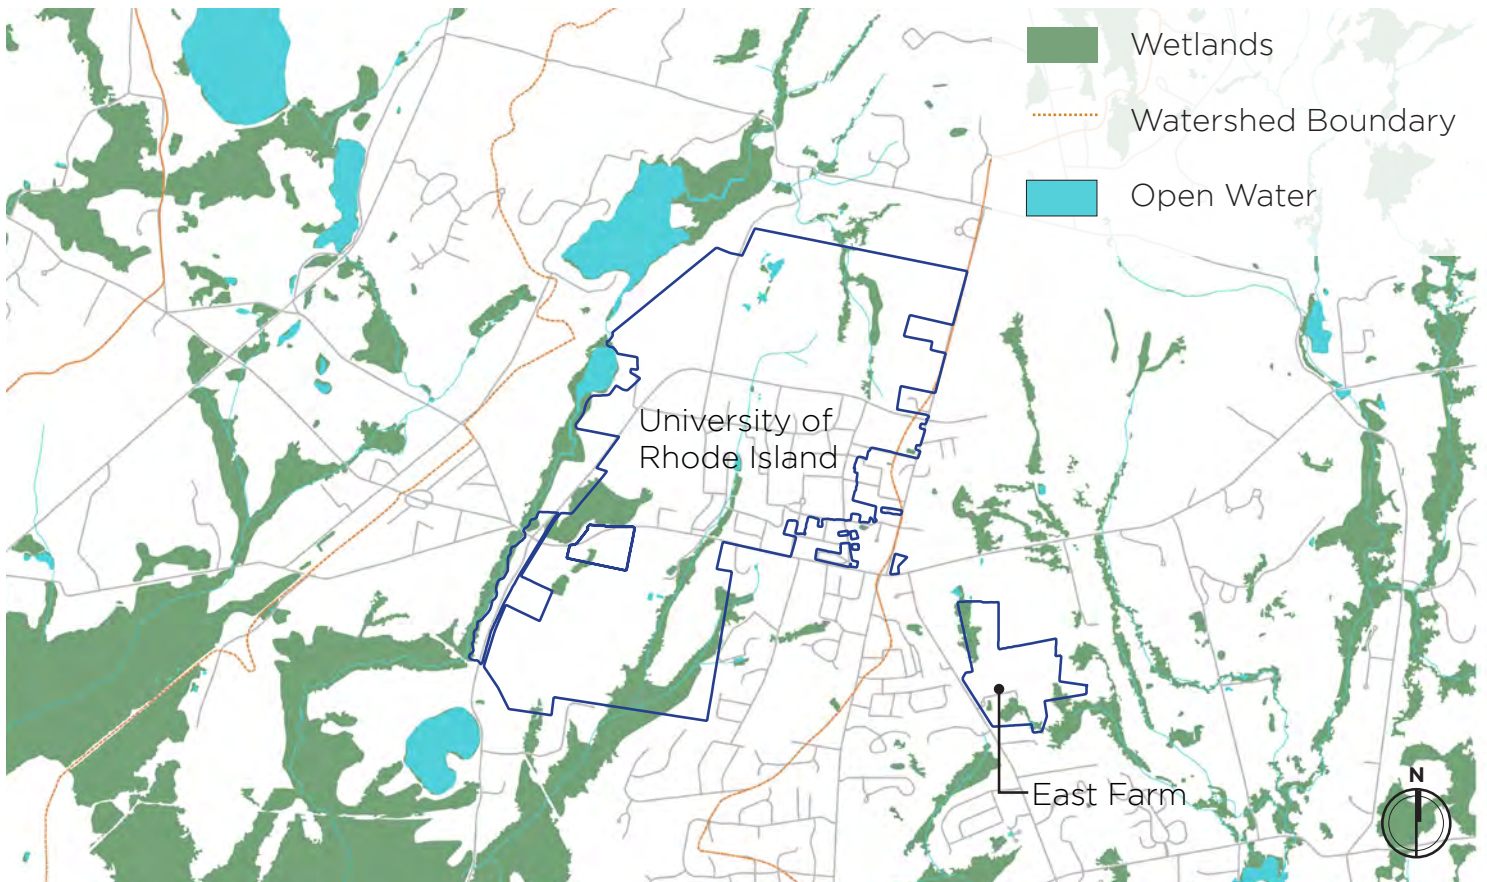 Wetlands
Watershed Boundary
Open Water
University of
Rhode Island
East Farm
N